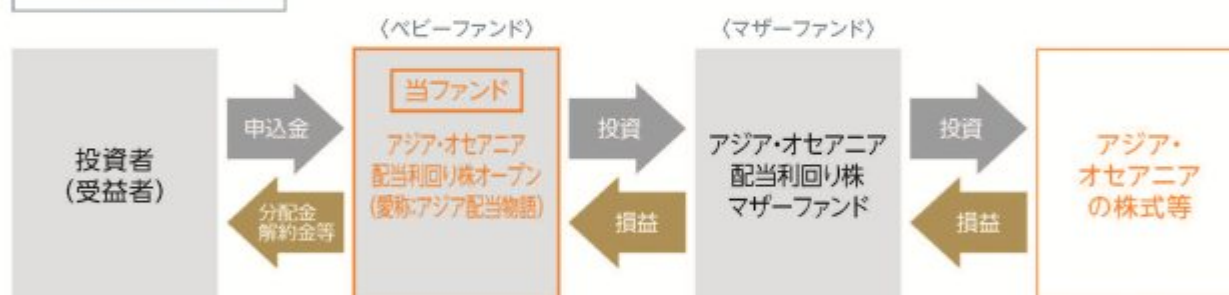 〈ベビーファンド〉
〈マザーファンド〉
投資者
(受益者)
申込金
分配金
解約金等
当ファンド
アジア・オセアニア
配当利回り株オープン
(愛称:アジア配当物語)
投資
損益
アジア・オセアニア
配当利回り株
マザーファンド
投資
損益
アジア・
オセアニア
の株式等